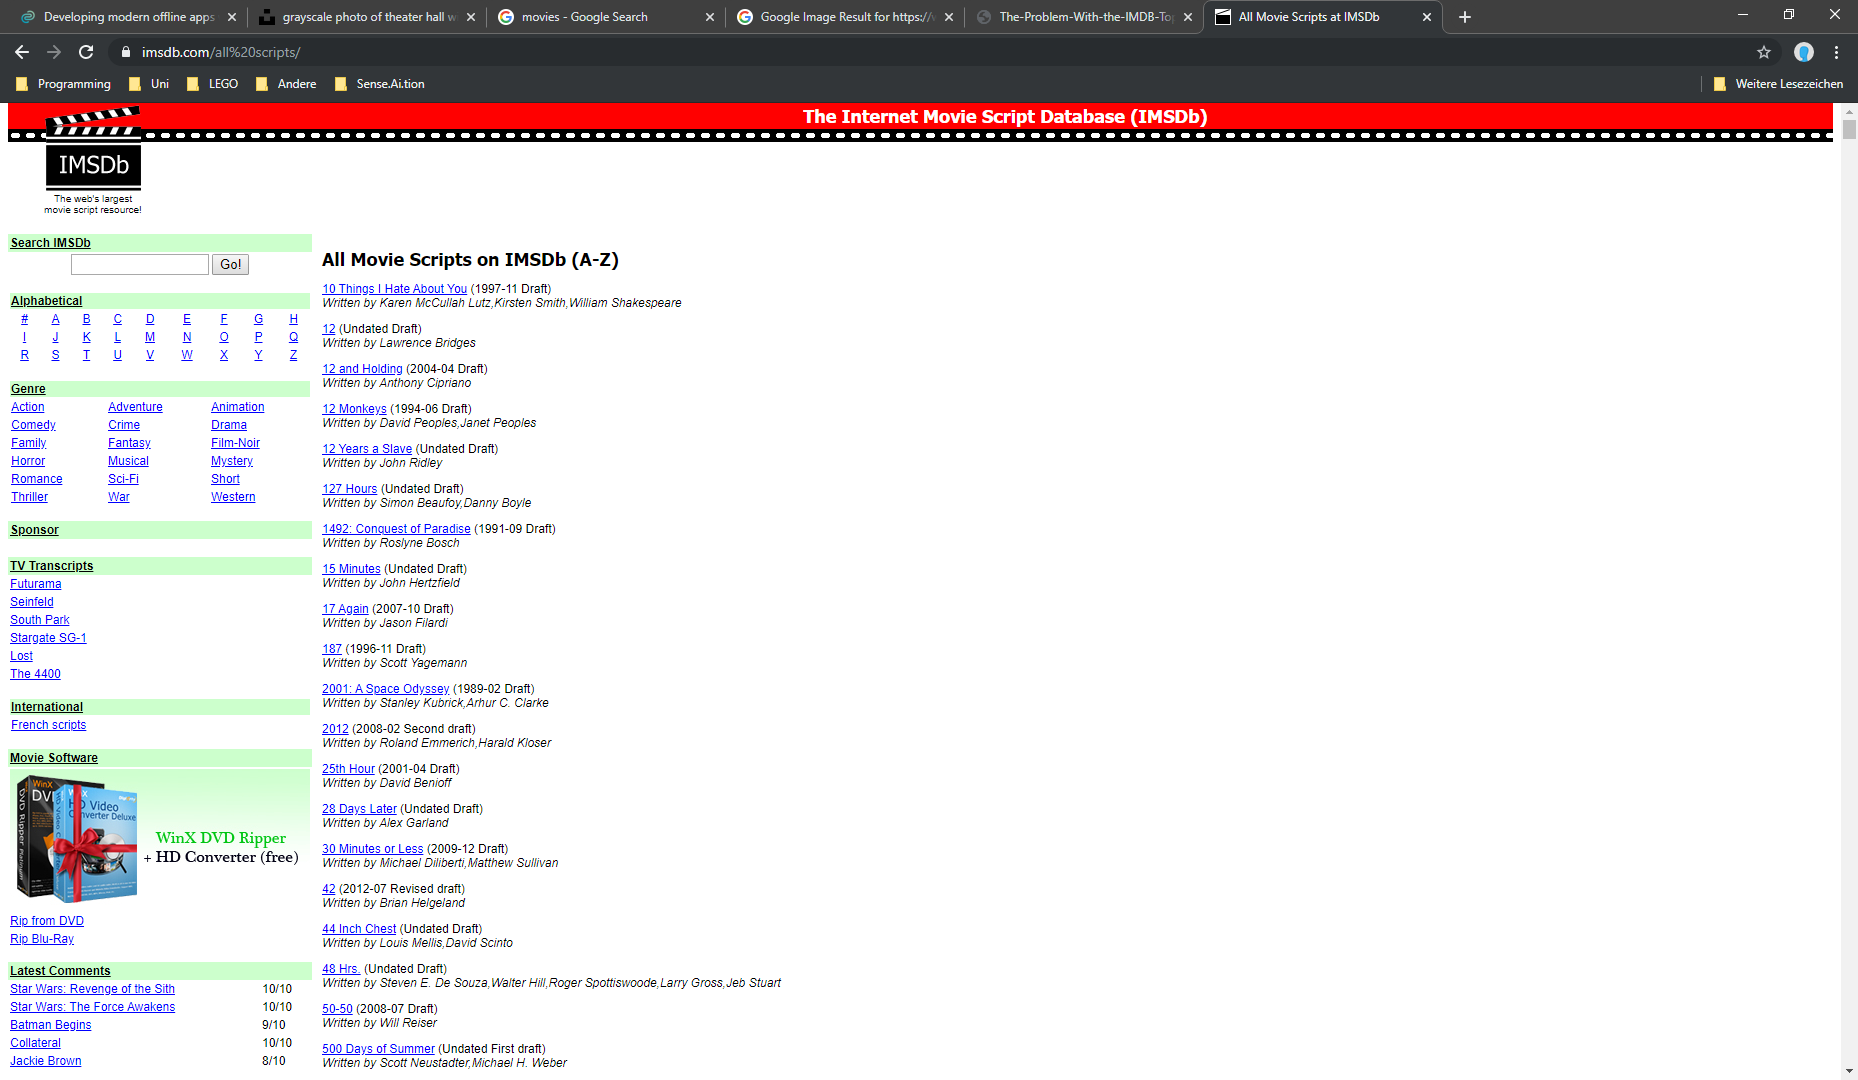 Developing modern offline apps
grayscale photo of theater hall w
movies - Google Search
Google Image Result for https://
The-Problem-With-the-IMDB-To
All Movie Scripts at IMSDb
imsdb.com/all%20scripts/
Programming
Uni
LEGO
Andere
Sense.Ai.tion
Weitere Lesezeichen
The Internet Movie Script Database (IMSDb)
IMSDb
The web's largest
movie script resource!
Search IMSDb
Go!
Alphabetical
# A B C D E F G H
I J K L M N O P Q
R S T U V W X Y Z
Genre
Action Adventure Animation
Comedy Crime Drama
Family Fantasy Film-Noir
Horror Musical Mystery
Romance Sci-Fi Short
Thriller War Western
Sponsor
TV Transcripts
Futurama
Seinfeld
South Park
Stargate SG-1
Lost
The 4400
International
French scripts
Movie Software
WinX
HD Video
Converter Deluxe
WinX DVD Ripper
+ HD Converter (free)
Rip from DVD
Rip Blu-Ray
Latest Comments
Star Wars: Revenge of the Sith 10/10
Star Wars: The Force Awakens 10/10
Batman Begins 9/10
Collateral 10/10
Jackie Brown 8/10
All Movie Scripts on IMSDb (A-Z)
10 Things I Hate About You (1997-11 Draft)
Written by Karen McCullah Lutz,Kirsten Smith,William Shakespeare
12 (Undated Draft)
Written by Lawrence Bridges
12 and Holding (2004-04 Draft)
Written by Anthony Cipriano
12 Monkeys (1994-06 Draft)
Written by David Peoples,Janet Peoples
12 Years a Slave (Undated Draft)
Written by John Ridley
127 Hours (Undated Draft)
Written by Simon Beaufoy,Danny Boyle
1492: Conquest of Paradise (1991-09 Draft)
Written by Roslyne Bosch
15 Minutes (Undated Draft)
Written by John Hertzfield
17 Again (2007-10 Draft)
Written by Jason Filardi
187 (1996-11 Draft)
Written by Scott Yagemann
2001: A Space Odyssey (1989-02 Draft)
Written by Stanley Kubrick,Arhur C. Clarke
2012 (2008-02 Second draft)
Written by Roland Emmerich,Harald Kloser
25th Hour (2001-04 Draft)
Written by David Benioff
28 Days Later (Undated Draft)
Written by Alex Garland
30 Minutes or Less (2009-12 Draft)
Written by Michael Diliberti,Matthew Sullivan
42 (2012-07 Revised draft)
Written by Brian Helgeland
44 Inch Chest (Undated Draft)
Written by Louis Mellis,David Scinto
48 Hrs. (Undated Draft)
Written by Steven E. De Souza,Walter Hill,Roger Spottiswoode,Larry Gross,Jeb Stuart
50-50 (2008-07 Draft)
Written by Will Reiser
500 Days of Summer (Undated First draft)
Written by Scott Neustadter,Michael H. Weber